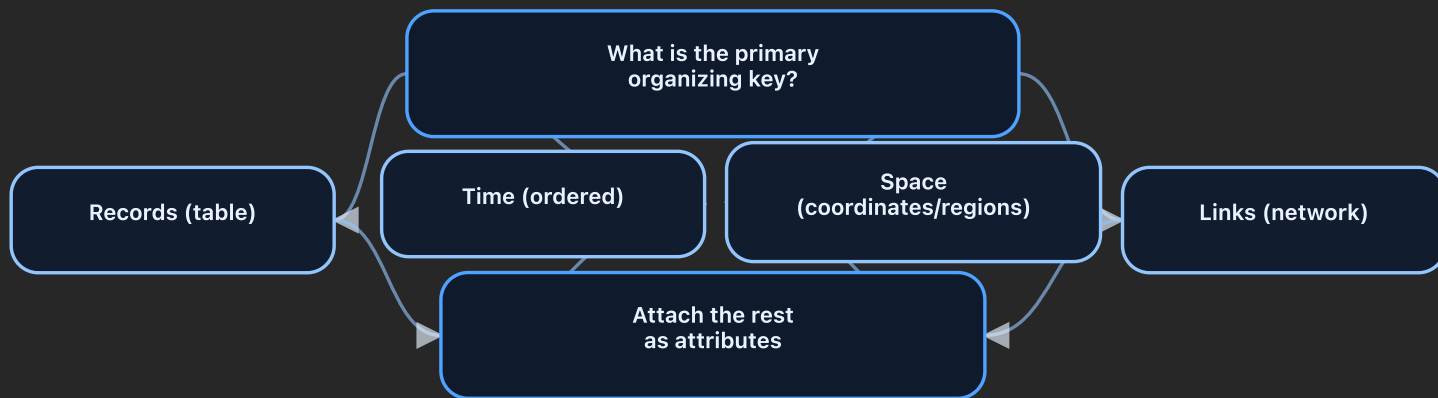 What is the primary
organizing key?
Records (table)
Time (ordered)
Space
(coordinates/regions)
Links (network)
Attach the rest
as attributes